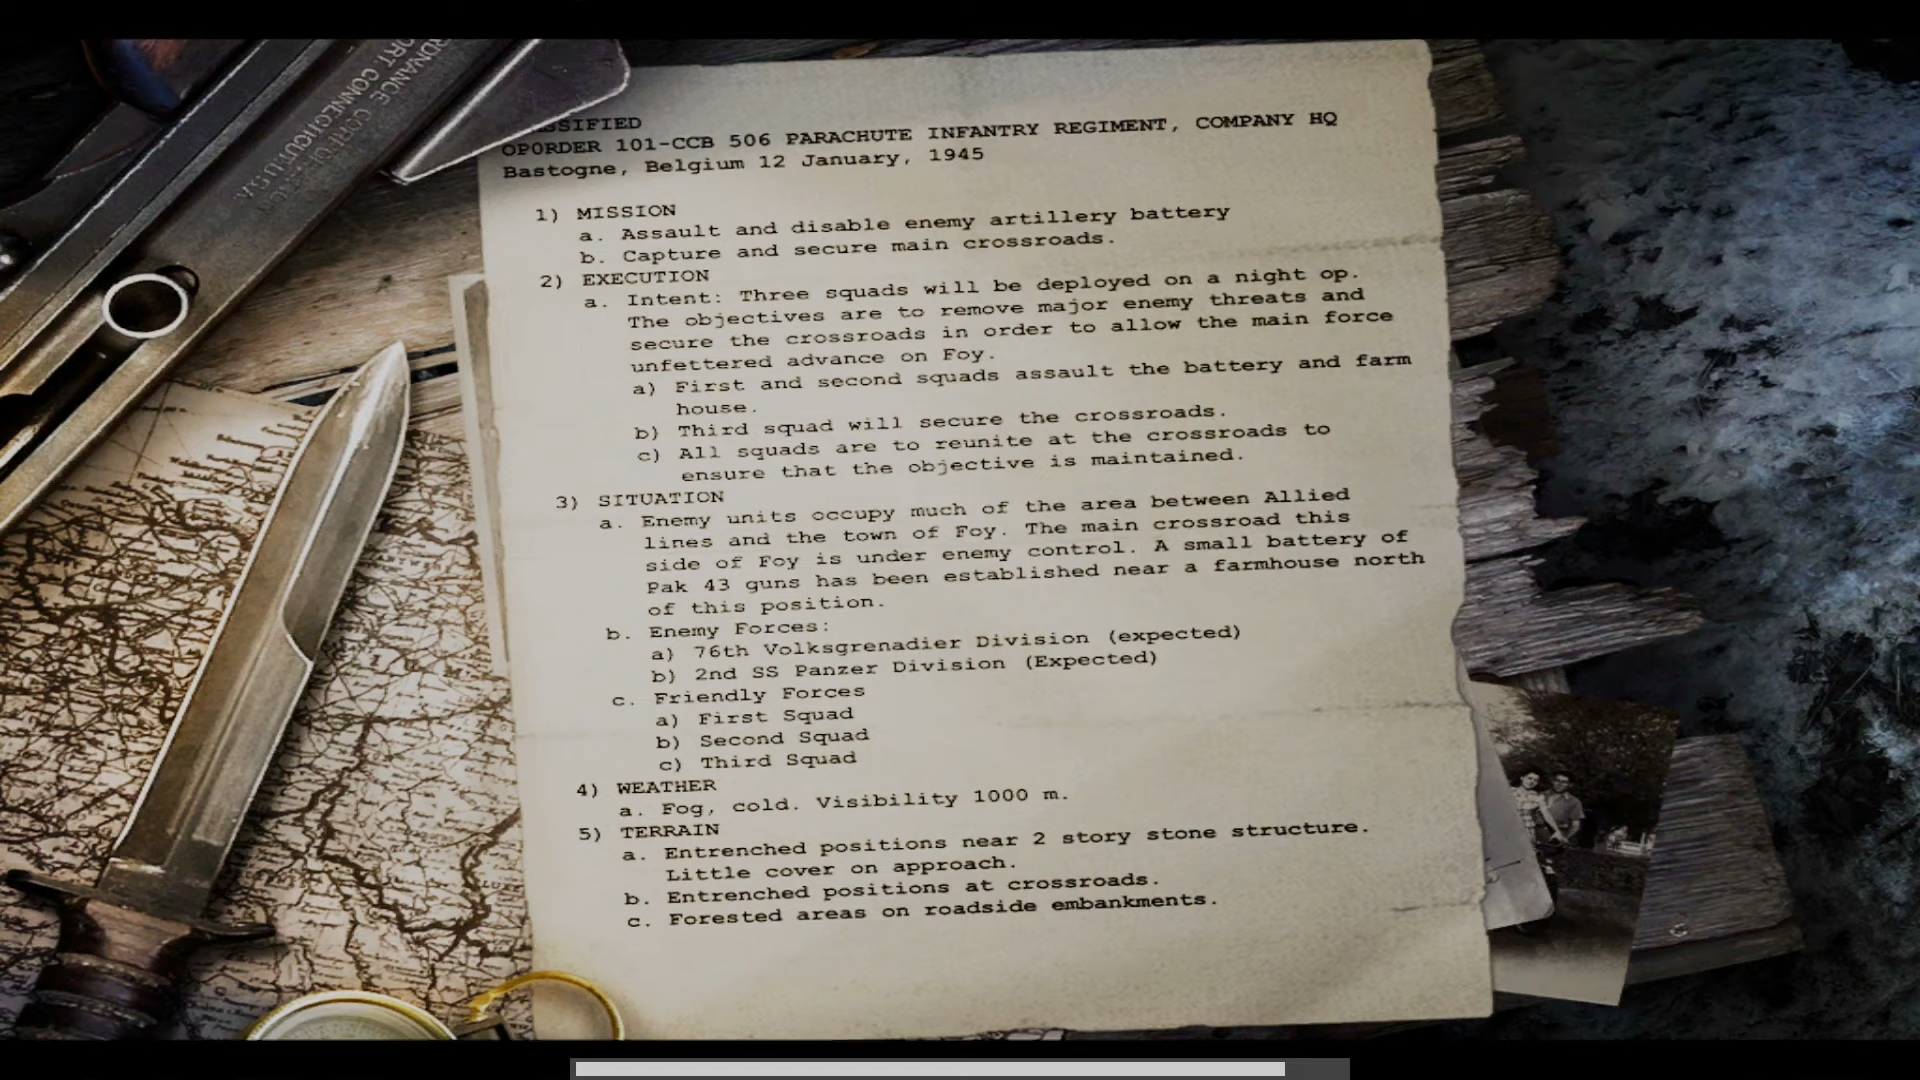 RDNANCE CORPOR
ORT, CONNECTICUT, U.S.A.
SSIFIED
OPORDER 101-CCB 506 PARACHUTE INFANTRY REGIMENT, COMPANY HQ
Bastogne, Belgium 12 January, 1945
1) MISSION
a. Assault and disable enemy artillery battery
b. Capture and secure main crossroads.
2) EXECUTION
a. Intent: Three squads will be deployed on a night op.
The objectives are to remove major enemy threats and
secure the crossroads in order to allow the main force
unfettered advance on Foy.
a) First and second squads assault the battery and farm
house.
b) Third squad will secure the crossroads.
c) All squads are to reunite at the crossroads to
ensure that the objective is maintained.
3) SITUATION
a. Enemy units occupy much of the area between Allied
lines and the town of Foy. The main crossroad this
side of Foy is under enemy control. A small battery of
Pak 43 guns has been established near a farmhouse north
of this position.
b. Enemy Forces:
a) 76th Volksgrenadier Division (expected)
b) 2nd SS Panzer Division (Expected)
c. Friendly Forces
a) First Squad
b) Second Squad
c) Third Squad
4) WEATHER
a. Fog, cold. Visibility 1000 m.
5) TERRAIN
a. Entrenched positions near 2 story stone structure.
Little cover on approach.
b. Entrenched positions at crossroads.
c. Forested areas on roadside embankments.